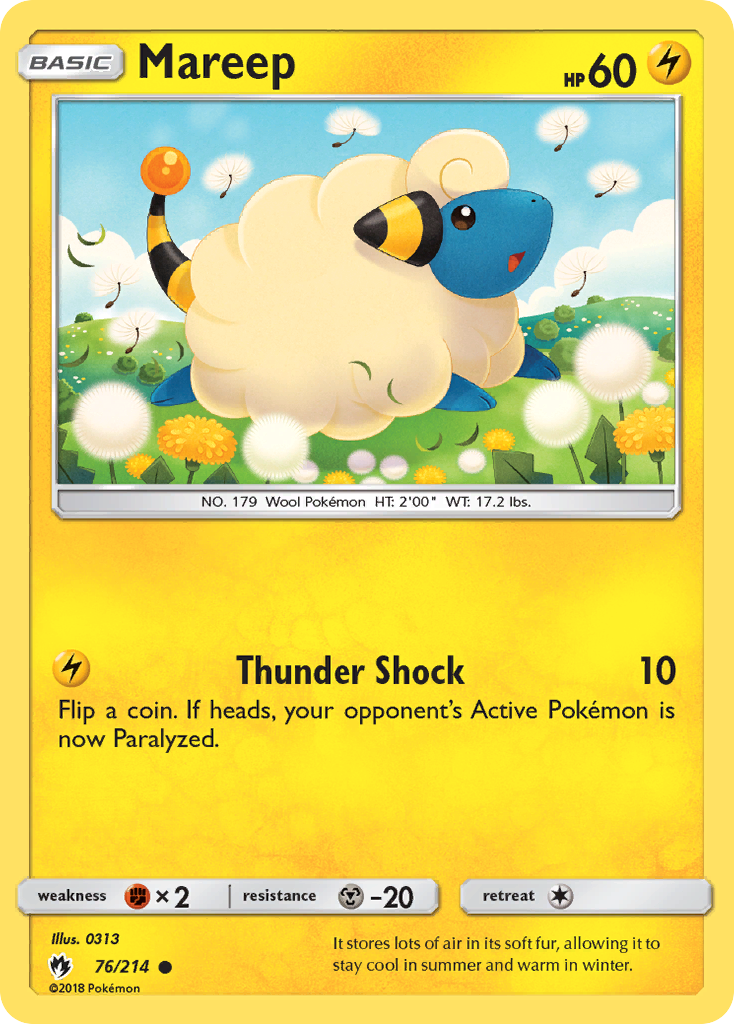 BASIC Mareep HP60
NO. 179 Wool Pokémon HT: 2'00" WT: 17.2 lbs.
Thunder Shock 10
Flip a coin. If heads, your opponent's Active Pokémon is
now Paralyzed.
weakness ×2 resistance -20 retreat
Illus. 0313
76/214
©2018 Pokémon
It stores lots of air in its soft fur, allowing it to
stay cool in summer and warm in winter.